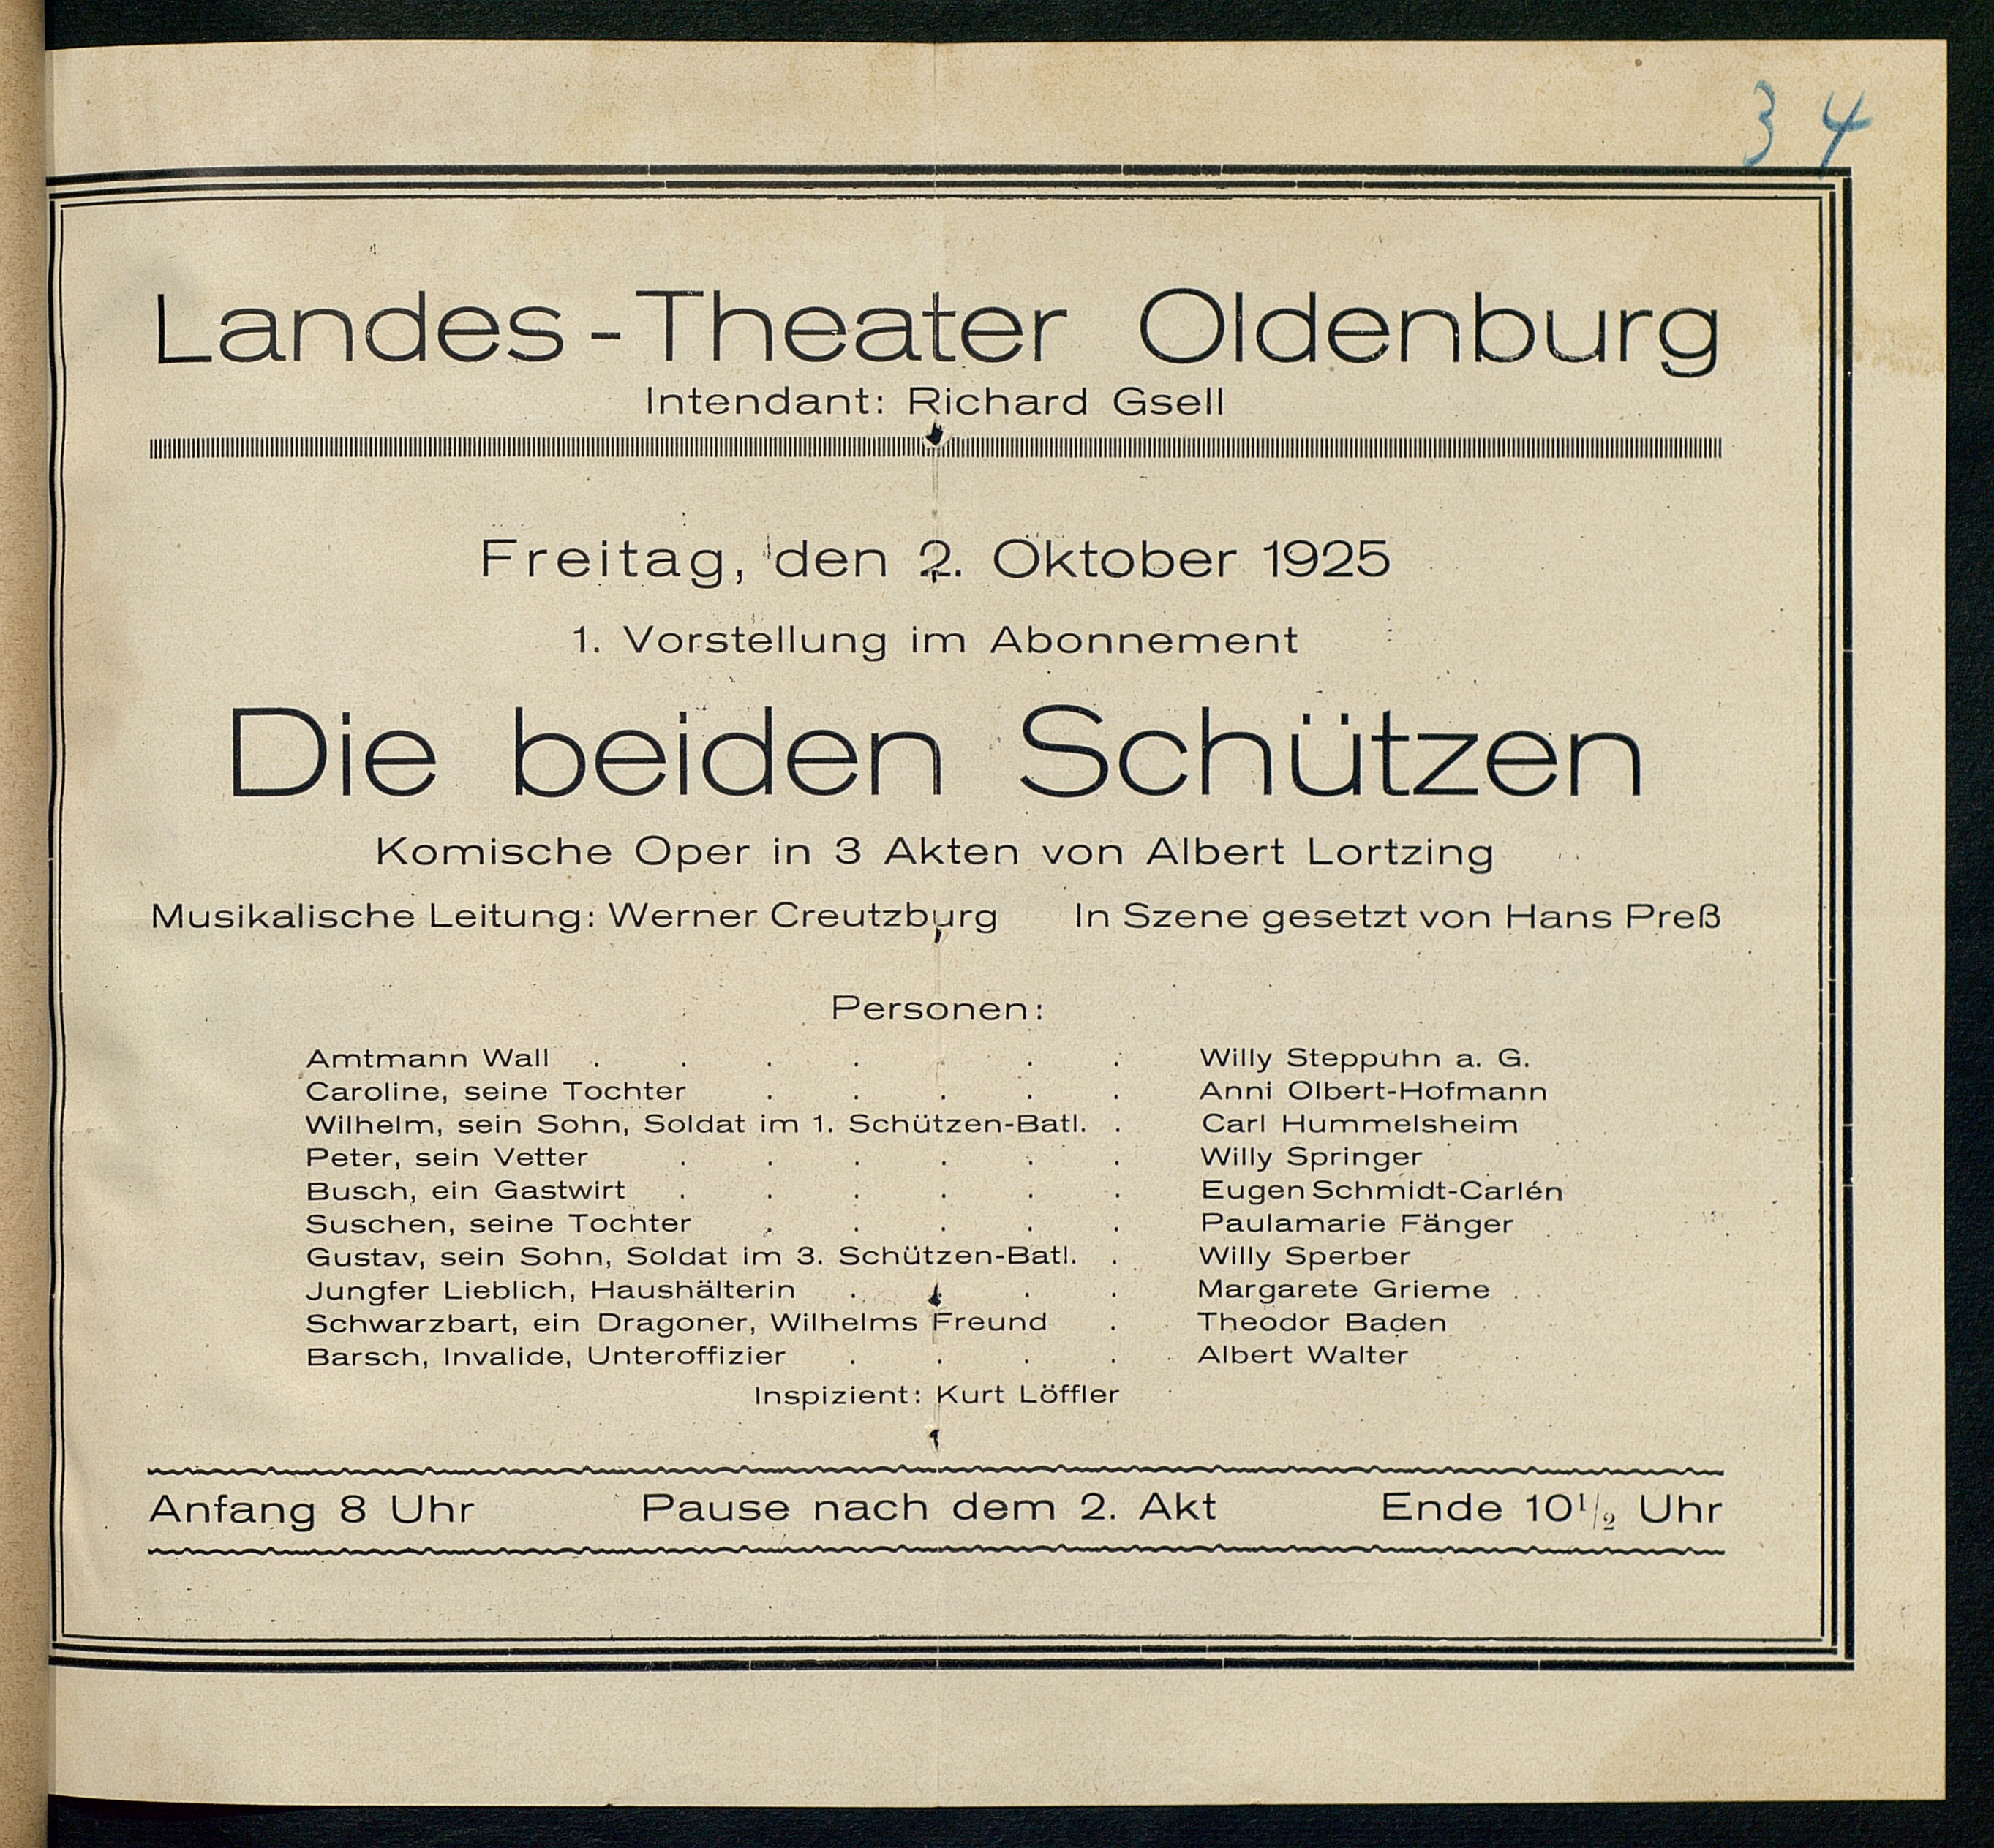 34
Landes-Theater Oldenburg
Intendant: Richard Gsell
Freitag, den 2. Oktober 1925
1. Vorstellung im Abonnement
Die beiden Schützen
Komische Oper in 3 Akten von Albert Lortzing
Musikalische Leitung: Werner Creutzburg In Szene gesetzt von Hans Preß
Personen:
Amtmann Wall . . . . . . . Willy Steppuhn a. G.
Caroline, seine Tochter . . . . . Anni Olbert-Hofmann
Wilhelm, sein Sohn, Soldat im 1. Schützen-Batl. . Carl Hummelsheim
Peter, sein Vetter . . . . . . Willy Springer
Busch, ein Gastwirt . . . . . . Eugen Schmidt-Carlén
Suschen, seine Tochter . . . . . Paulamarie Fänger
Gustav, sein Sohn, Soldat im 3. Schützen-Batl. . Willy Sperber
Jungfer Lieblich, Haushälterin . . . . Margarete Grieme
Schwarzbart, ein Dragoner, Wilhelms Freund . Theodor Baden
Barsch, Invalide, Unteroffizier . . . . Albert Walter
Inspizient: Kurt Löffler
Anfang 8 Uhr Pause nach dem 2. Akt Ende 10½ Uhr